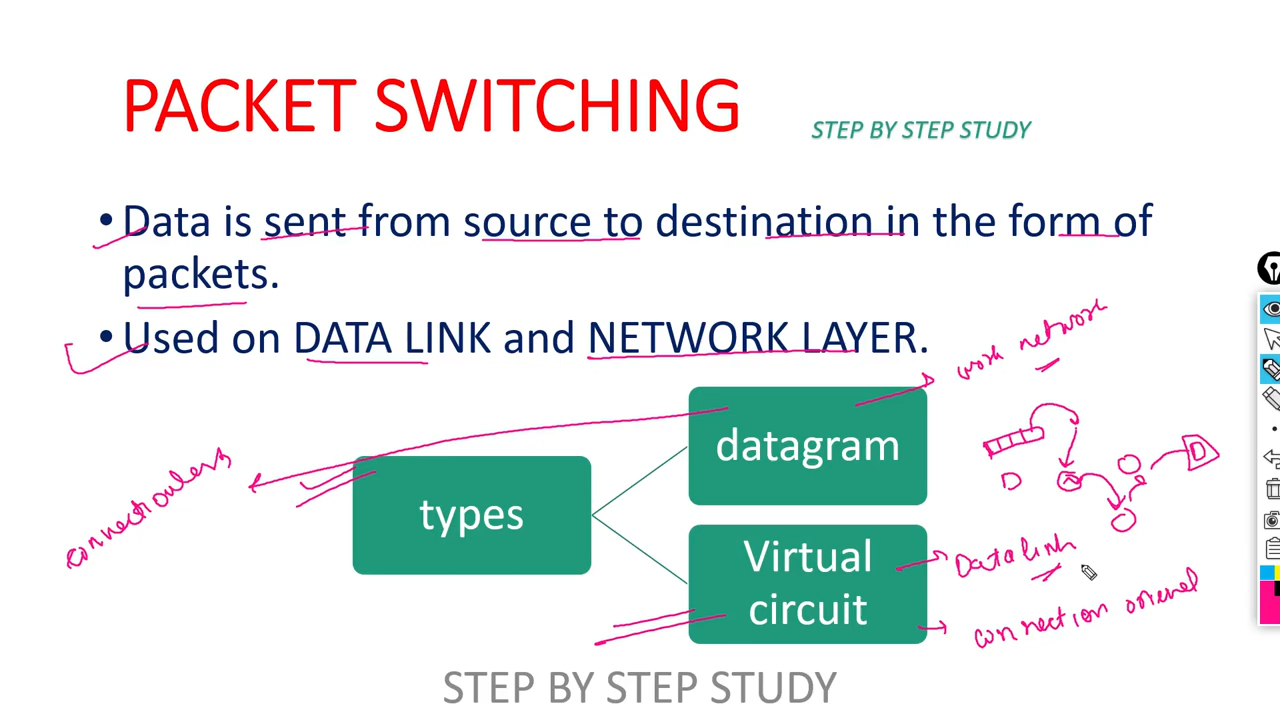 PACKET SWITCHING
STEP BY STEP STUDY
• Data is sent from source to destination in the form of
packets.
• Used on DATA LINK and NETWORK LAYER.
work network
datagram
connectionless
types
D
D
Virtual
circuit
Data link
connection oriened
STEP BY STEP STUDY